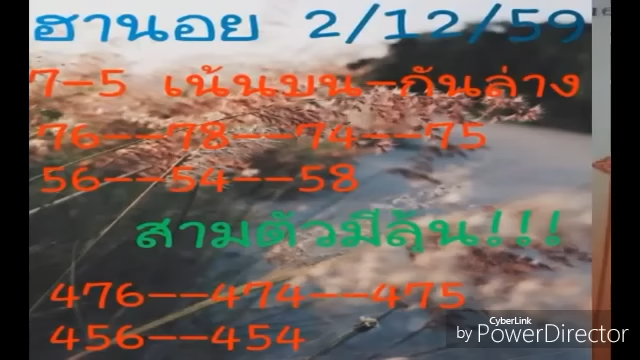 ฮานอย 2/12/59
7-5 เน้นบน-กันล่าง
76--78--74--75
56--54--58
สามตัวมีลุ้น!!!
476--474--475
456--454
CyberLink
by PowerDirector